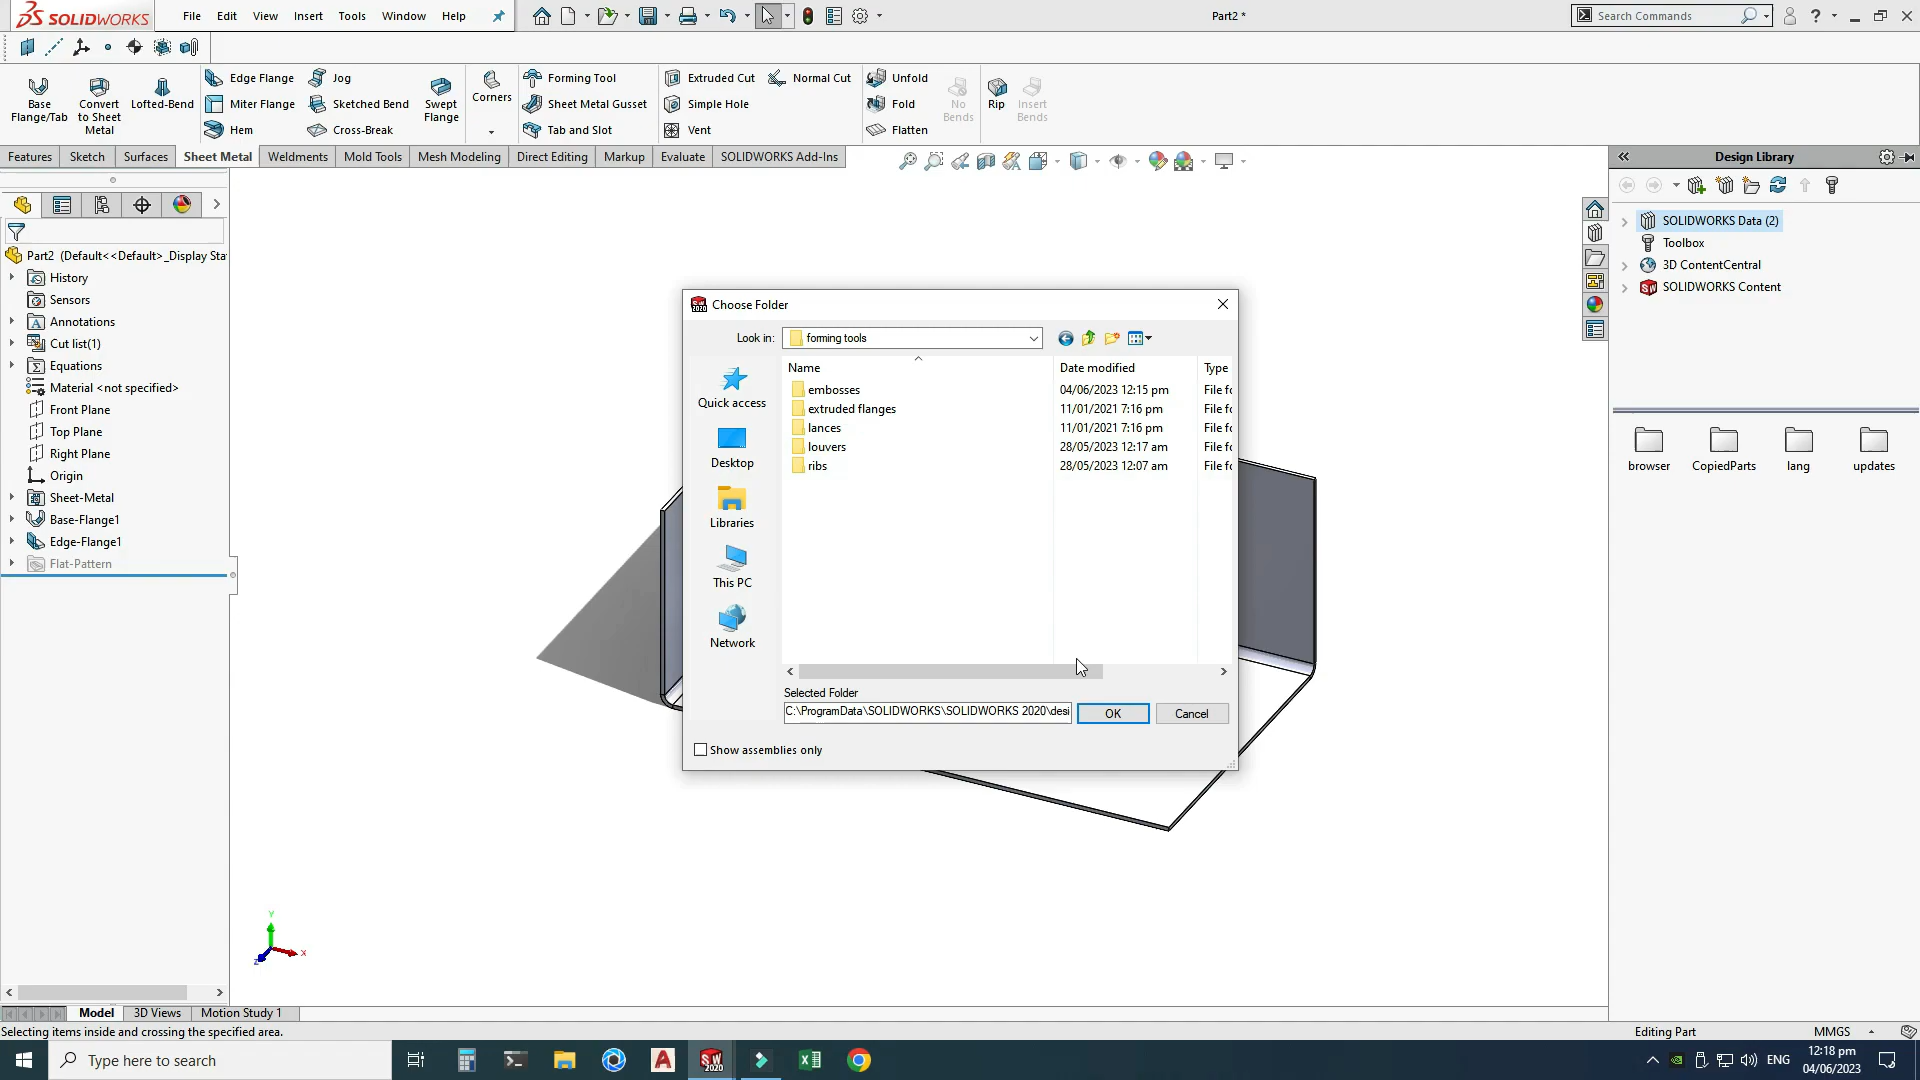 SOLIDWORKS
File Edit View Insert Tools Window Help
Part2 *
Search Commands
Base Flange/Tab
Convert to Sheet Metal
Lofted-Bend
Edge Flange
Miter Flange
Hem
Jog
Sketched Bend
Cross-Break
Swept Flange
Corners
Forming Tool
Sheet Metal Gusset
Tab and Slot
Extruded Cut
Simple Hole
Vent
Normal Cut
Unfold
Fold
Flatten
No Bends
Rip
Insert Bends
Features Sketch Surfaces Sheet Metal Weldments Mold Tools Mesh Modeling Direct Editing Markup Evaluate SOLIDWORKS Add-Ins
Part2 (Default<<Default>_Display Sta
History
Sensors
Annotations
Cut list(1)
Equations
Material <not specified>
Front Plane
Top Plane
Right Plane
Origin
Sheet-Metal
Base-Flange1
Edge-Flange1
Flat-Pattern
Choose Folder
Look in: forming tools
Quick access
Desktop
Libraries
This PC
Network
Name Date modified Type
embosses 04/06/2023 12:15 pm File fo
extruded flanges 11/01/2021 7:16 pm File fo
lances 11/01/2021 7:16 pm File fo
louvers 28/05/2023 12:17 am File fo
ribs 28/05/2023 12:07 am File fo
Selected Folder
C:\ProgramData\SOLIDWORKS\SOLIDWORKS 2020\desi
OK
Cancel
Show assemblies only
Design Library
SOLIDWORKS Data (2)
Toolbox
3D ContentCentral
SOLIDWORKS Content
browser CopiedParts lang updates
Y
X
Z
Model 3D Views Motion Study 1
Selecting items inside and crossing the specified area.
Editing Part
MMGS
Type here to search
ENG
12:18 pm
04/06/2023